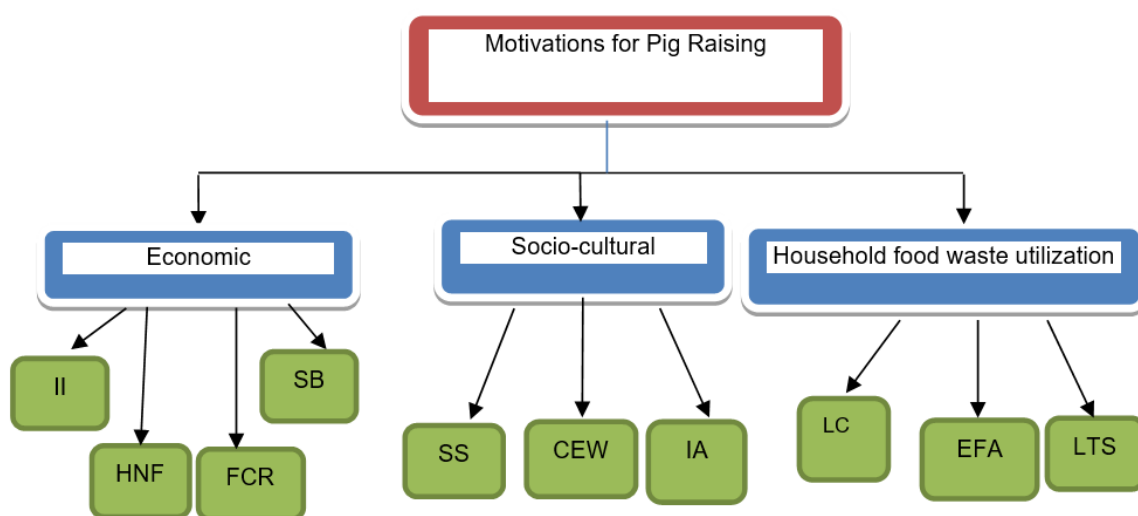 Motivations for Pig Raising
Economic
Socio-cultural
Household food waste utilization
II
HNF
FCR
SB
SS
CEW
IA
LC
EFA
LTS